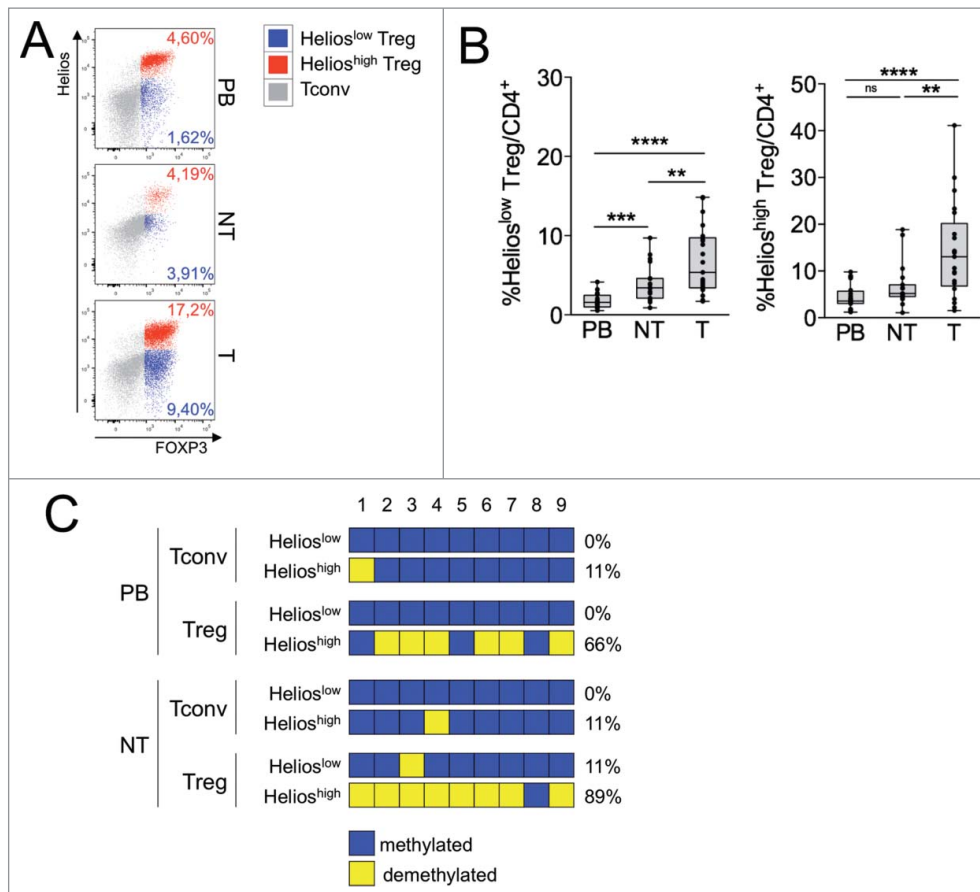 A
Helios
4,60%
1,62%
PB
4,19%
3,91%
NT
17,2%
9,40%
T
FOXP3
Helios^low Treg
Helios^high Treg
Tconv
B
%Helios^low Treg/CD4^+
30
20
10
0
****
**
***
PB NT T
%Helios^high Treg/CD4^+
50
40
30
20
10
0
****
ns **
PB NT T
C
1 2 3 4 5 6 7 8 9
PB
Tconv
Helios^low 0%
Helios^high 11%
Treg
Helios^low 0%
Helios^high 66%
NT
Tconv
Helios^low 0%
Helios^high 11%
Treg
Helios^low 11%
Helios^high 89%
methylated
demethylated